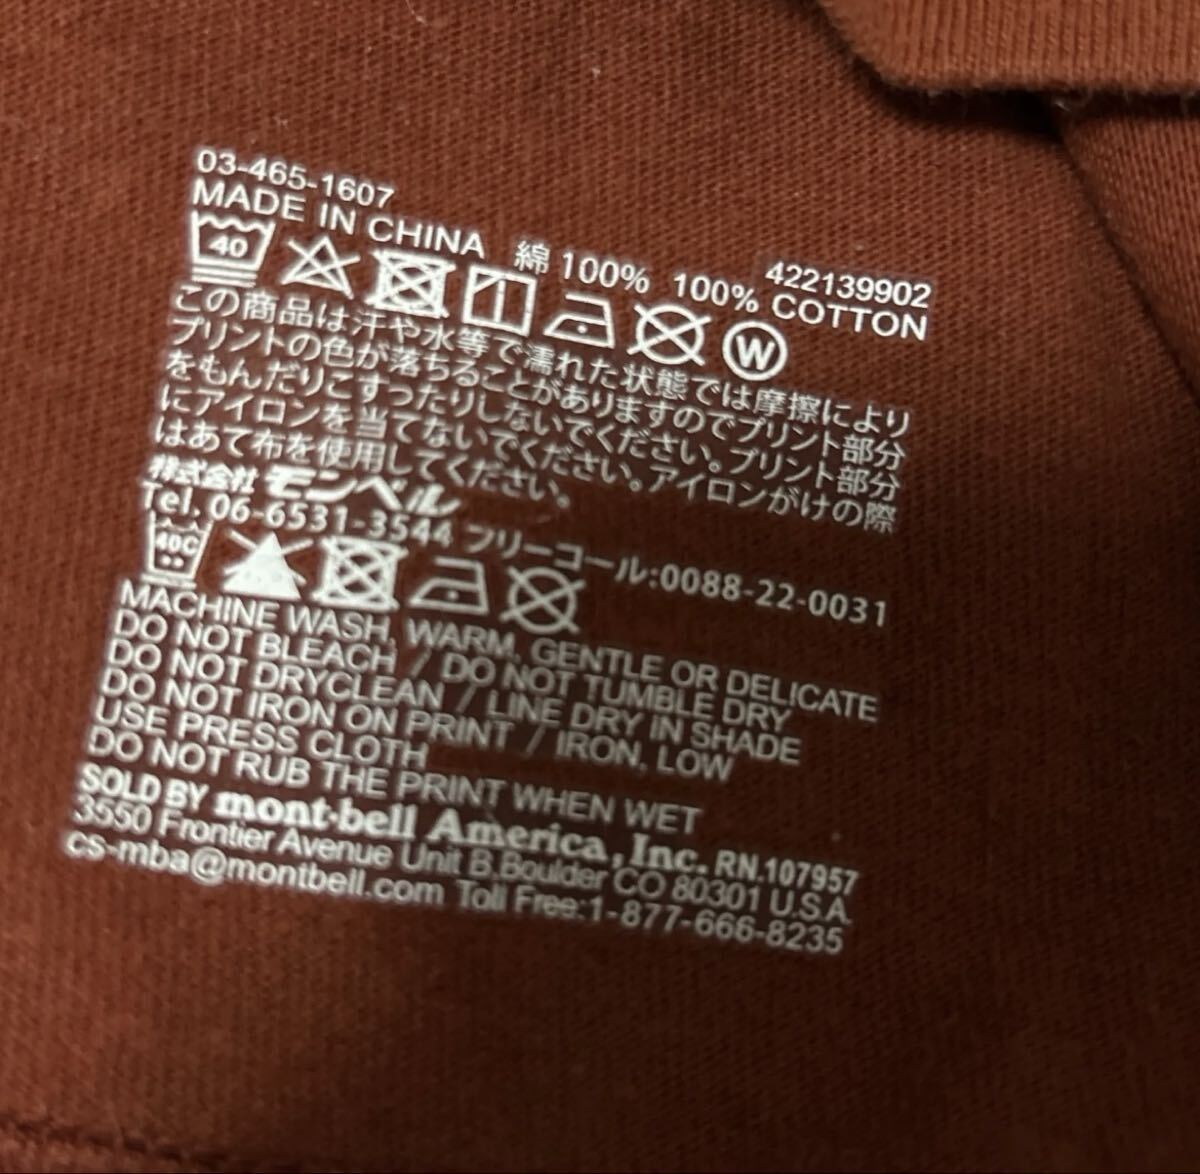 03-465-1607
MADE IN CHINA 綿 100% 100% COTTON 422139902
40 W
この商品は汗や水等で濡れた状態では摩擦により
プリントの色が落ちることがありますのでプリント部分
をもんだりこすったりしないでください。プリント部分
にアイロンを当てないでください。アイロンがけの際
はあて布を使用してください。
株式会社 モンベル
Tel. 06-6531-3544 フリーコール:0088-22-0031
40C
MACHINE WASH, WARM, GENTLE OR DELICATE
DO NOT BLEACH / DO NOT TUMBLE DRY
DO NOT DRYCLEAN / LINE DRY IN SHADE
DO NOT IRON ON PRINT / IRON, LOW
USE PRESS CLOTH
DO NOT RUB THE PRINT WHEN WET
SOLD BY mont-bell America, Inc. RN.107957
3550 Frontier Avenue Unit B,Boulder CO 80301 U.S.A.
cs-mba@montbell.com Toll Free:1-877-666-8235